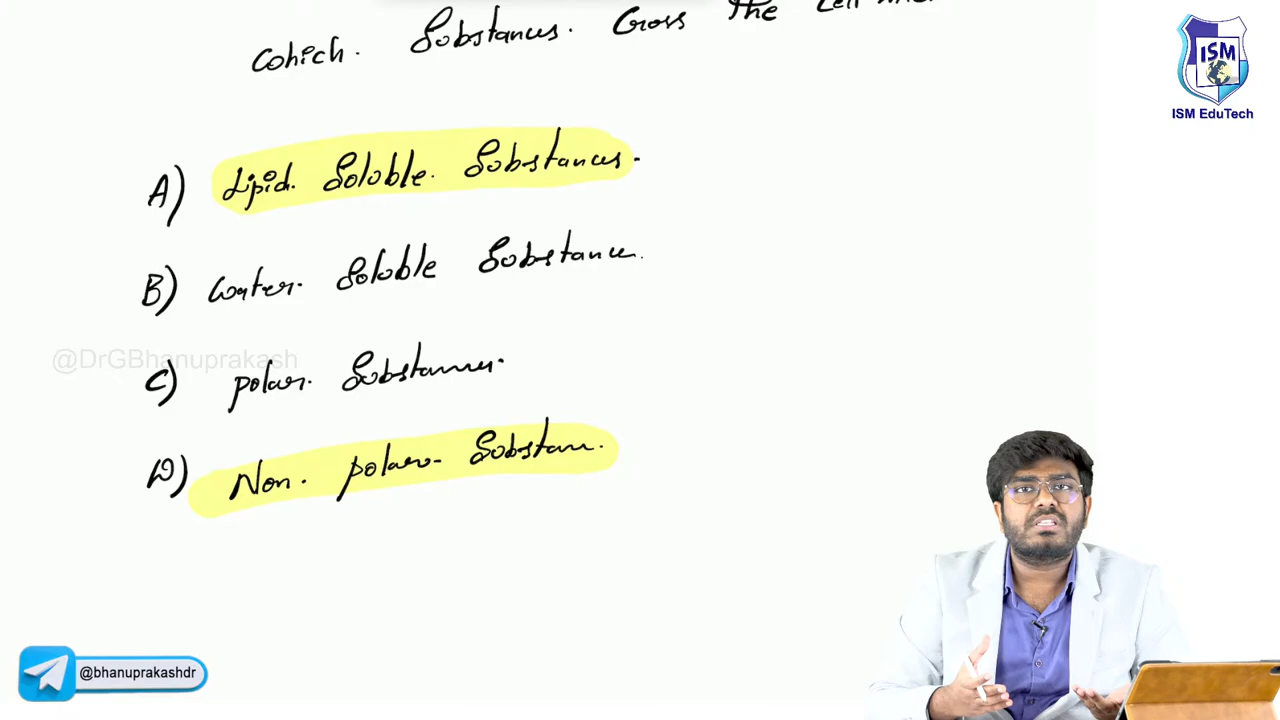 which. Substances. Cross The Cell
ISM
ISM EduTech
A) Lipid. Soluble. Substances.
B) water. Soluble Substance.
@DrGBhanuprakash
C) polar. Substances.
D) Non. polar- Substance.
@bhanuprakashdr